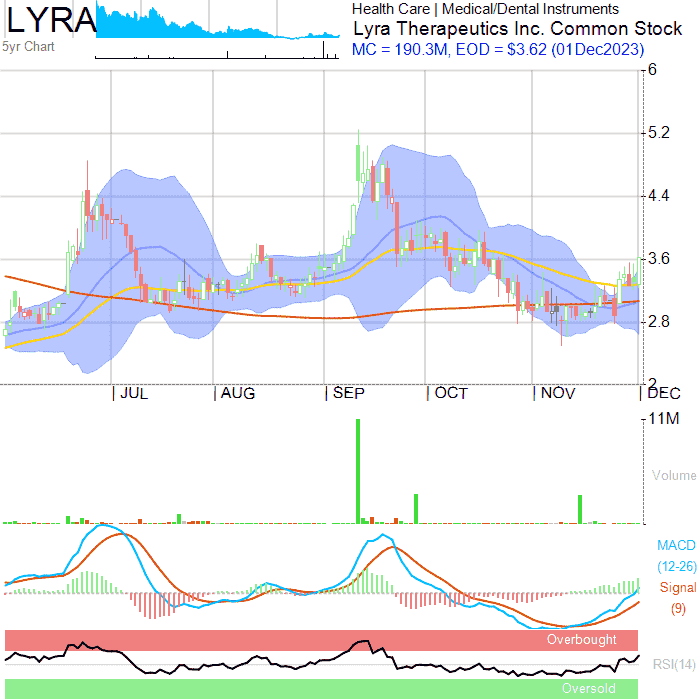 LYRA
5yr Chart
Health Care | Medical/Dental Instruments
Lyra Therapeutics Inc. Common Stock
MC = 190.3M, EOD = $3.62 (01Dec2023)
6
5.2
4.4
3.6
2.8
2
JUL
AUG
SEP
OCT
NOV
DEC
11M
Volume
MACD
(12-26)
Signal
(9)
Overbought
RSI(14)
Oversold